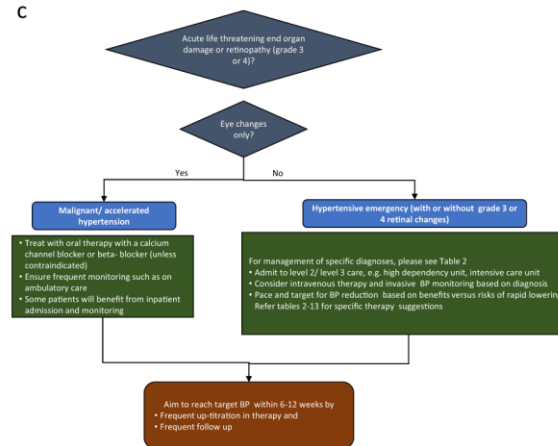 C
Acute life threatening end
organ
damage or retinopathy (grade 3
or 4)?
Eye changes
only?
Yes
No
Malignant/ accelerated
hypertension
• Treat with oral therapy with a calcium
channel blocker or beta- blocker (unless
contraindicated)
• Ensure frequent monitoring such as on
ambulatory care
• Some patients will benefit from inpatient
admission and monitoring
Hypertensive emergency (with or without grade 3 or
4 retinal changes)
For management of specific diagnoses, please see Table 2
• Admit to level 2/ level 3 care, e.g. high dependency unit, intensive care unit
• Consider intravenous therapy and invasive BP monitoring based on diagnosis
• Pace and target for BP reduction based on benefits versus risks of rapid lowerin
Refer tables 2-13 for specific therapy suggestions
Aim to reach target BP within 6-12 weeks by
• Frequent up-titration in therapy and
• Frequent follow up